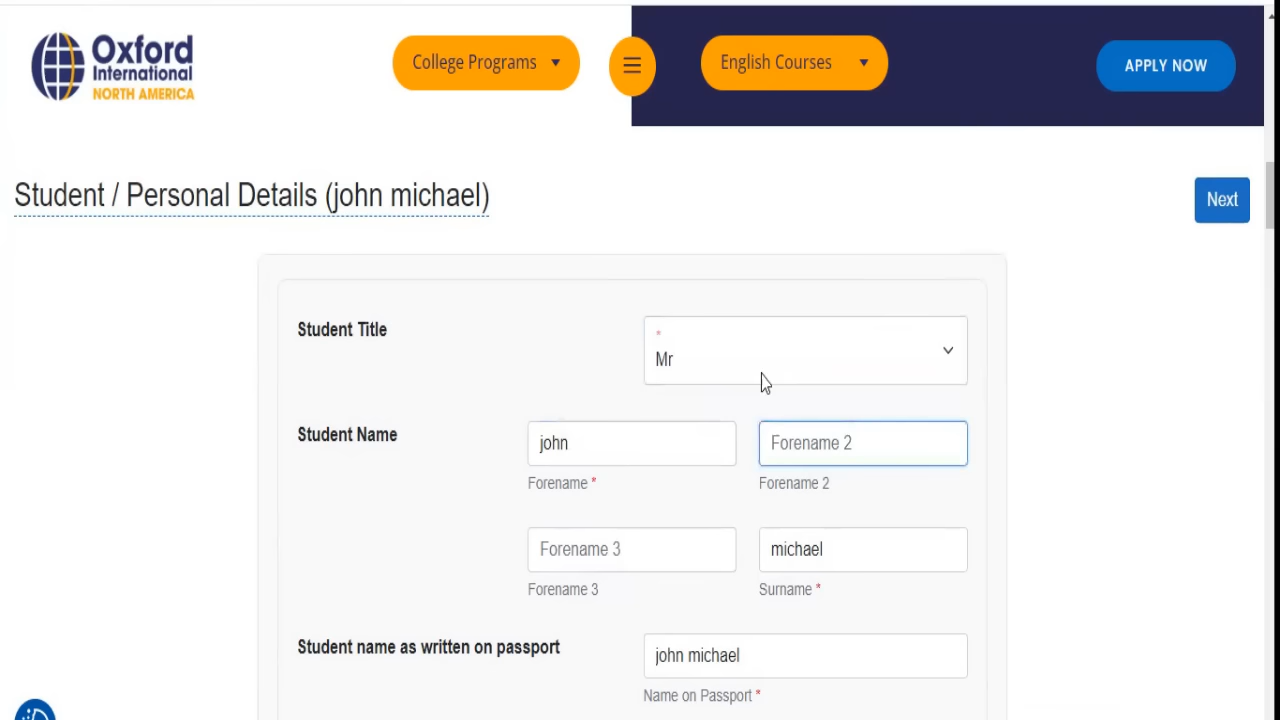 Oxford
International
NORTH AMERICA
College Programs
English Courses
APPLY NOW
Student / Personal Details (john michael)
Next
Student Title
*
Mr
Student Name
john
Forename 2
Forename *
Forename 2
Forename 3
michael
Forename 3
Surname *
Student name as written on passport
john michael
Name on Passport *